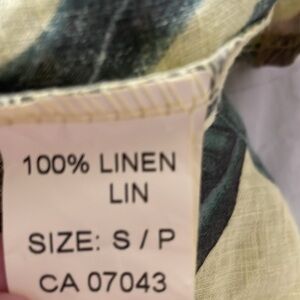 100% LINEN
LIN
SIZE: S / P
CA 07043